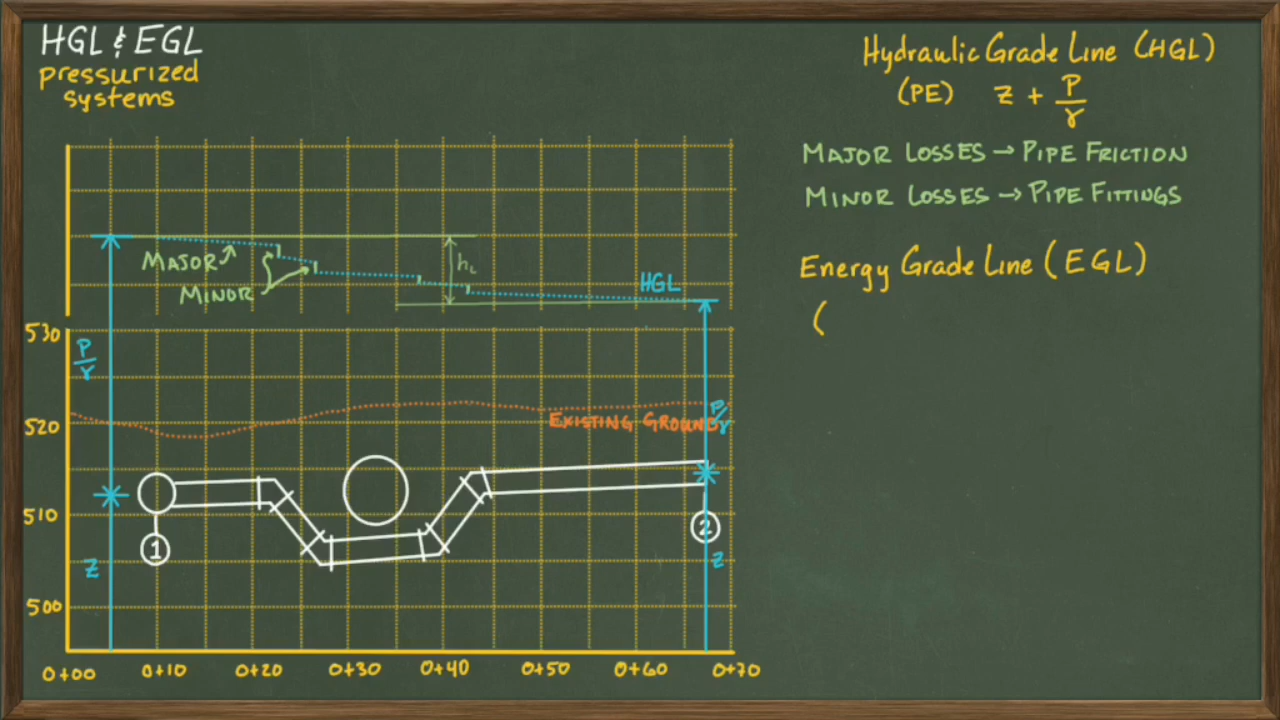 HGL & EGL
pressurized
systems
Hydraulic Grade Line (HGL)
(PE) z + P/γ
MAJOR LOSSES → PIPE FRICTION
MINOR LOSSES → PIPE FITTINGS
Energy Grade Line (EGL)
(
MAJOR
MINOR
hL
HGL
530
P/γ
520
EXISTING GROUND
P/γ
510
1
2
Z
Z
500
0+00 0+10 0+20 0+30 0+40 0+50 0+60 0+70